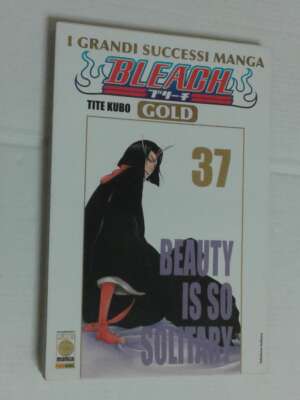 I GRANDI SUCCESSI MANGA
BLEACH
ブリーチ
TITE KUBO
GOLD
37
BEAUTY
IS SO
SOLITARY